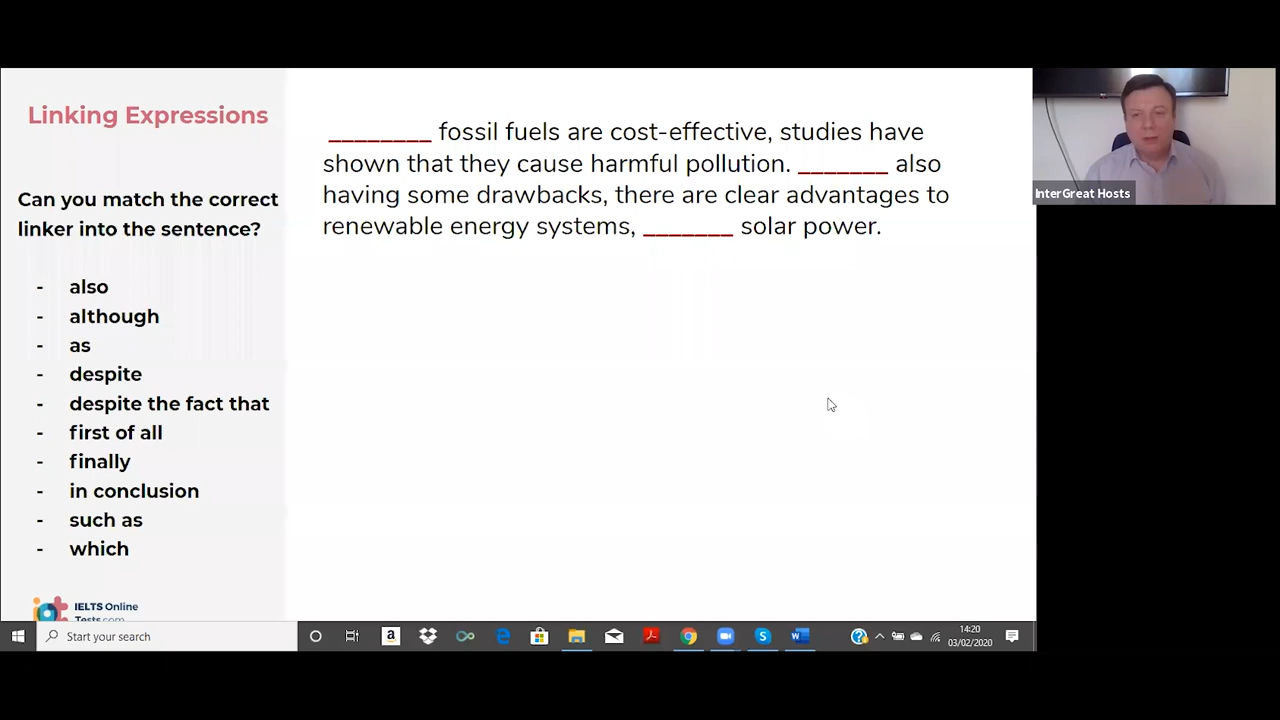 Linking Expressions
Can you match the correct
linker into the sentence?
- also
- although
- as
- despite
- despite the fact that
- first of all
- finally
- in conclusion
- such as
- which
IELTS Online
Tests.com
________ fossil fuels are cost-effective, studies have
shown that they cause harmful pollution. _______ also
having some drawbacks, there are clear advantages to
renewable energy systems, _______ solar power.
InterGreat Hosts
Start your search
14:20
03/02/2020